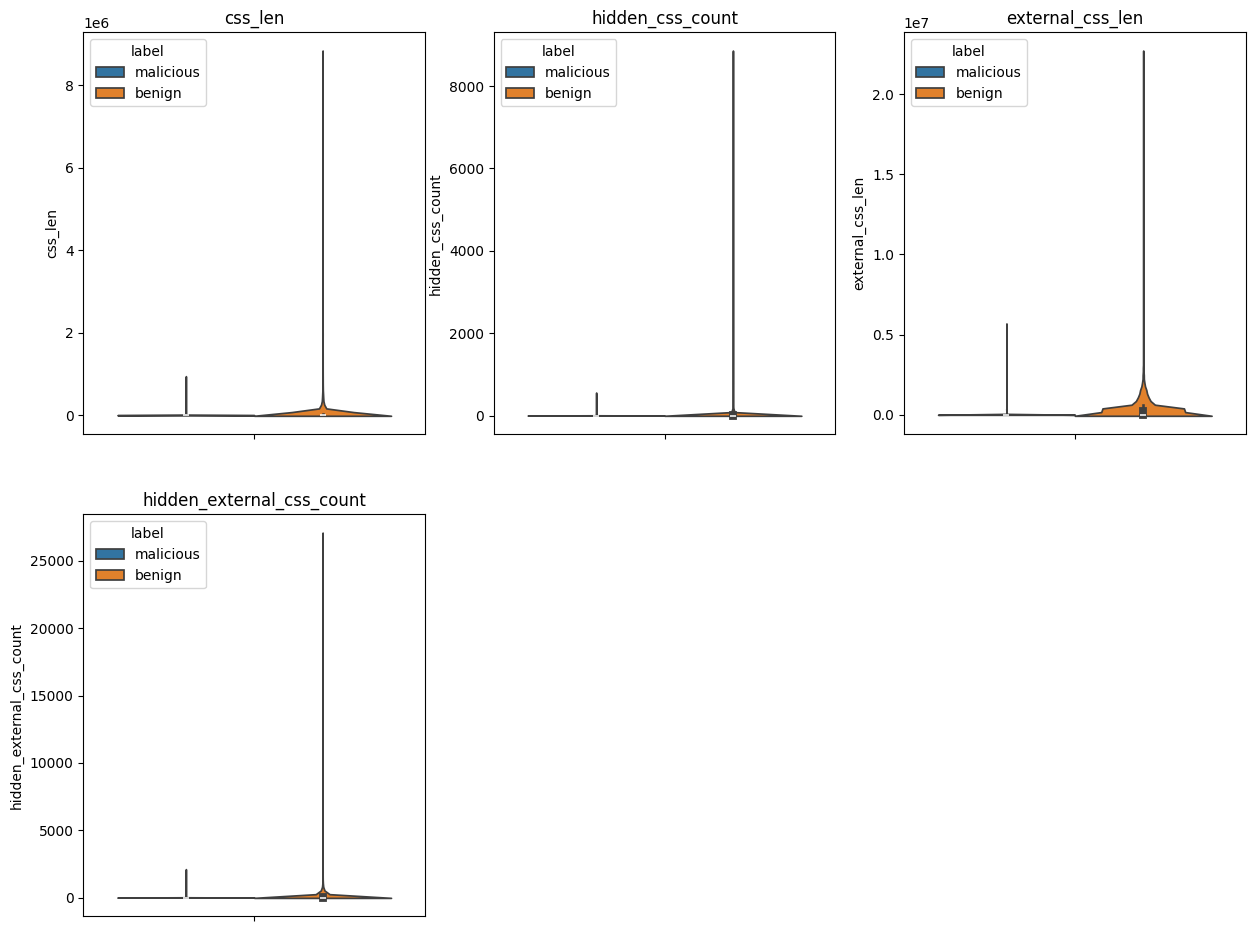 css_len
1e6
label
malicious
benign
8
6
4
2
0
css_len
hidden_css_count
label
malicious
benign
8000
6000
4000
2000
0
hidden_css_count
external_css_len
1e7
label
malicious
benign
2.0
1.5
1.0
0.5
0.0
external_css_len
hidden_external_css_count
label
malicious
benign
25000
20000
15000
10000
5000
0
hidden_external_css_count